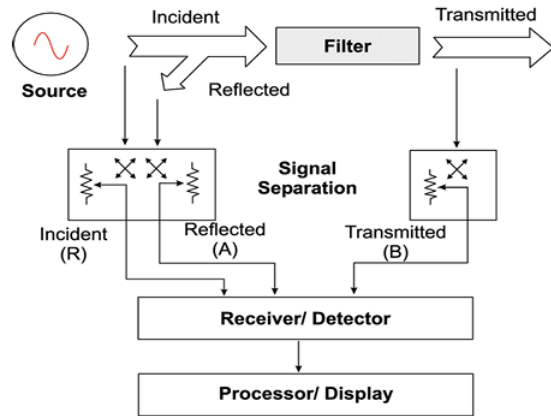 Incident
Transmitted
Filter
Source
Reflected
Signal
Separation
Incident
(R)
Reflected
(A)
Transmitted
(B)
Receiver/ Detector
Processor/ Display